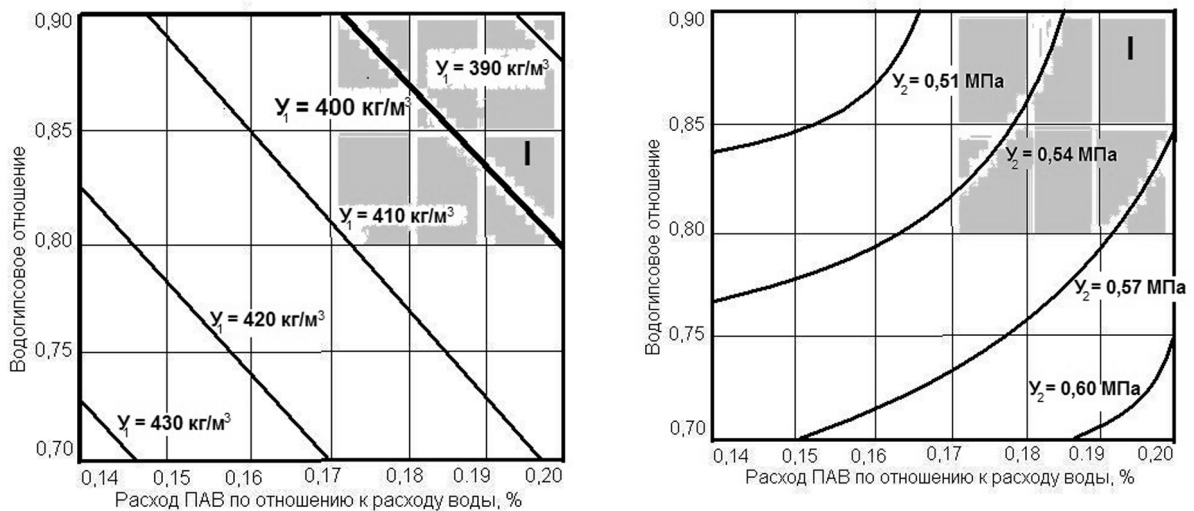 0,90
0,85
0,80
0,75
0,70
Водогипсовое отношение
У1 = 390 кг/м3
У1 = 400 кг/м3
I
У1 = 410 кг/м3
У1 = 420 кг/м3
У1 = 430 кг/м3
0,14 0,15 0,16 0,17 0,18 0,19 0,20
Расход ПАВ по отношению к расходу воды, %
0,90
0,85
0,80
0,75
0,70
Водогипсовое отношение
I
У2 = 0,51 МПа
У2 = 0,54 МПа
У2 = 0,57 МПа
У2 = 0,60 МПа
0,14 0,15 0,16 0,17 0,18 0.19 0,20
Расход ПАВ по отношению к расходу воды, %